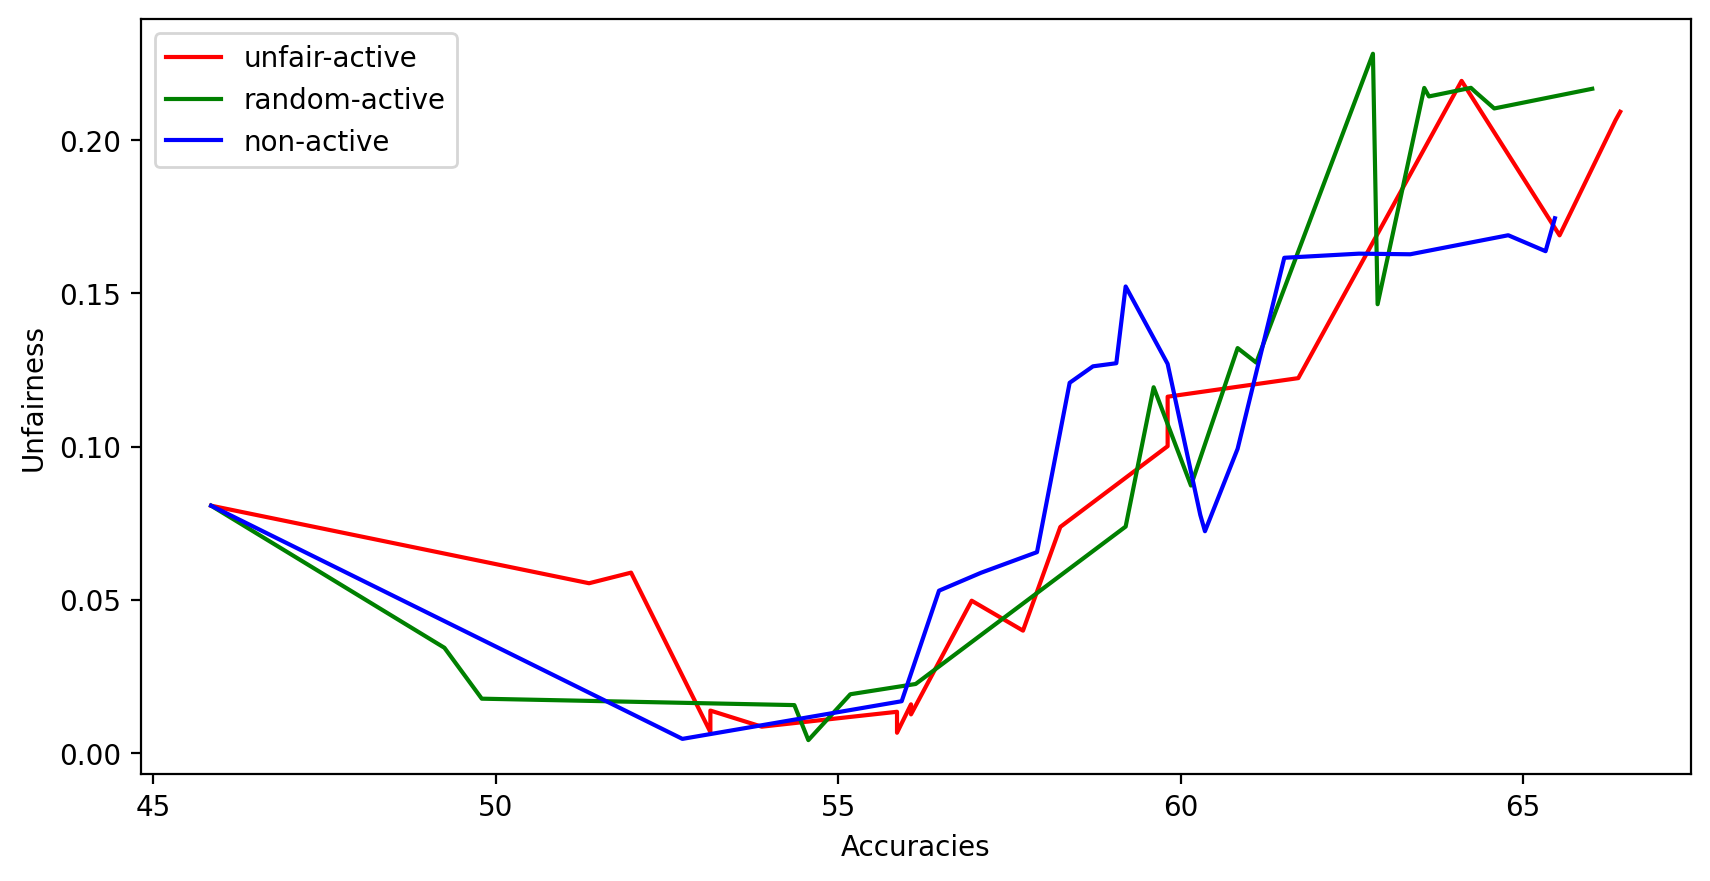 unfair-active
random-active
non-active
0.20
0.15
0.10
0.05
0.00
Unfairness
45 50 55 60 65
Accuracies